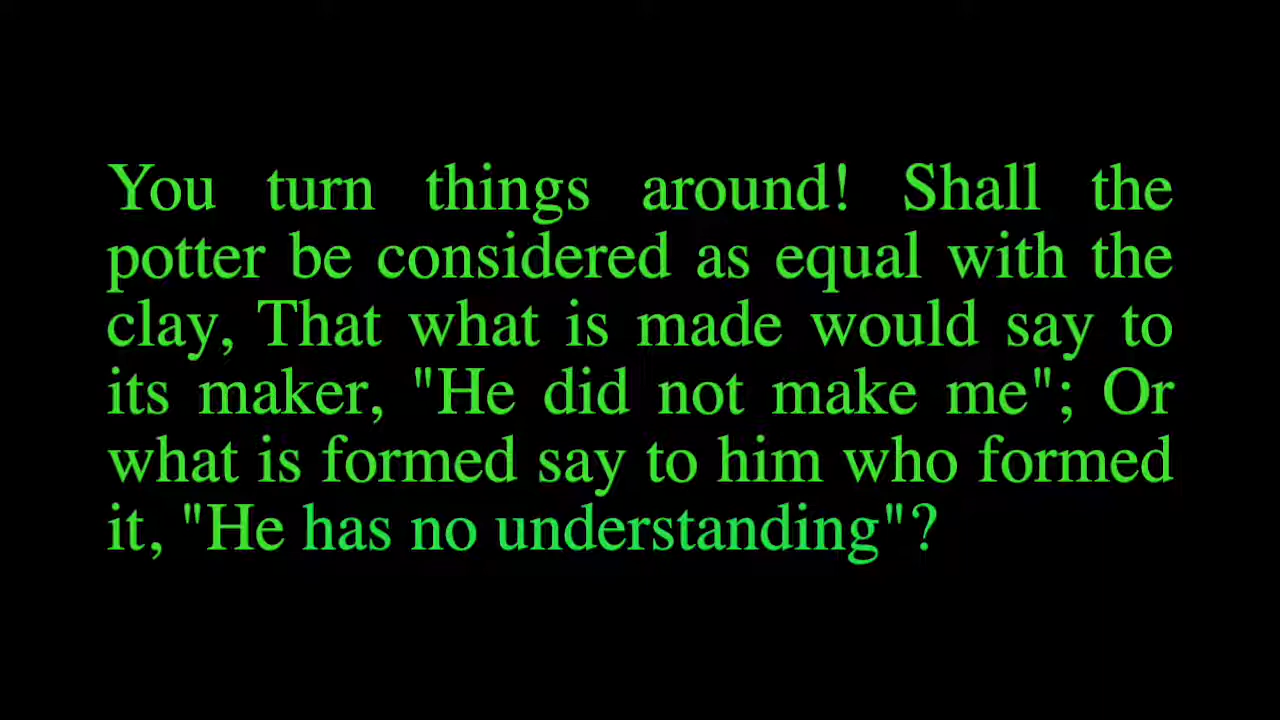 You turn things around! Shall the
potter be considered as equal with the
clay, That what is made would say to
its maker, "He did not make me"; Or
what is formed say to him who formed
it, "He has no understanding"?